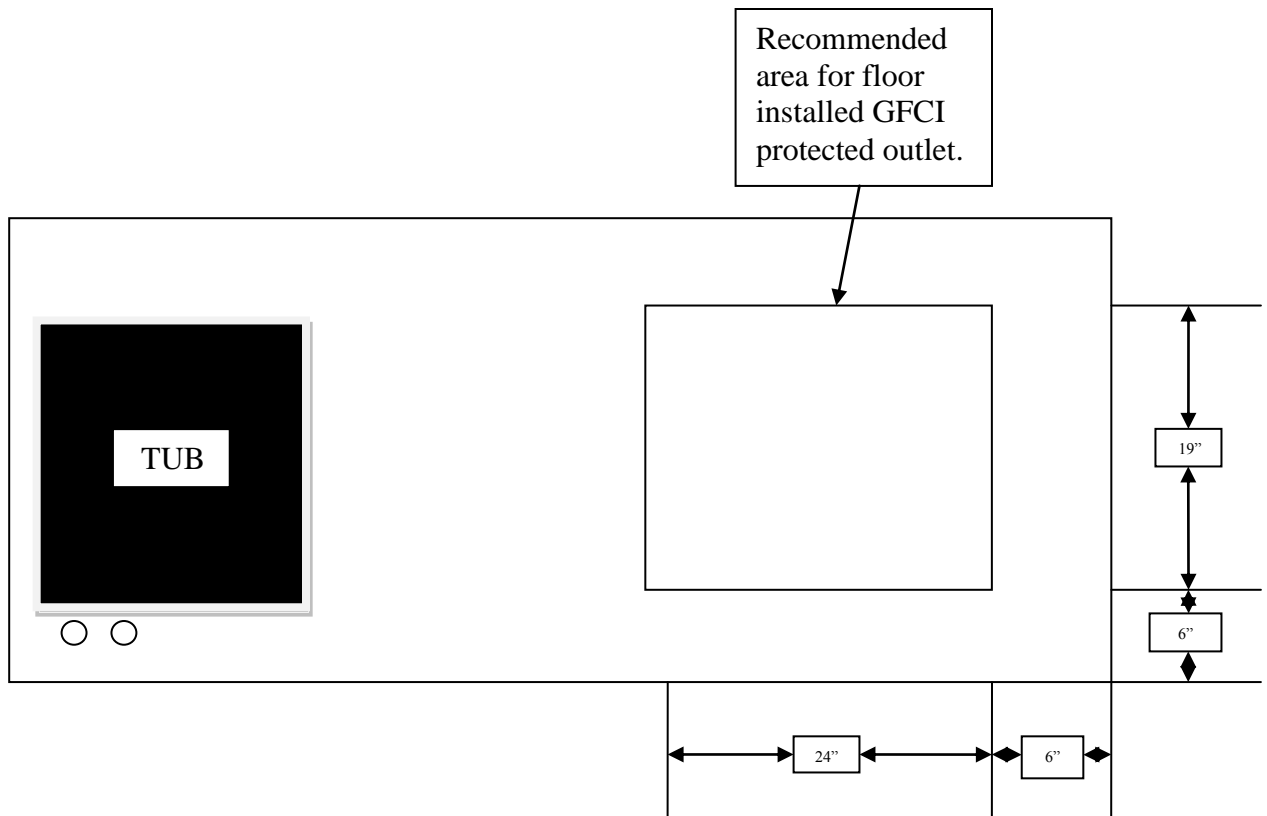 Recommended
area for floor
installed GFCI
protected outlet.
TUB
19”
6”
24”
6”